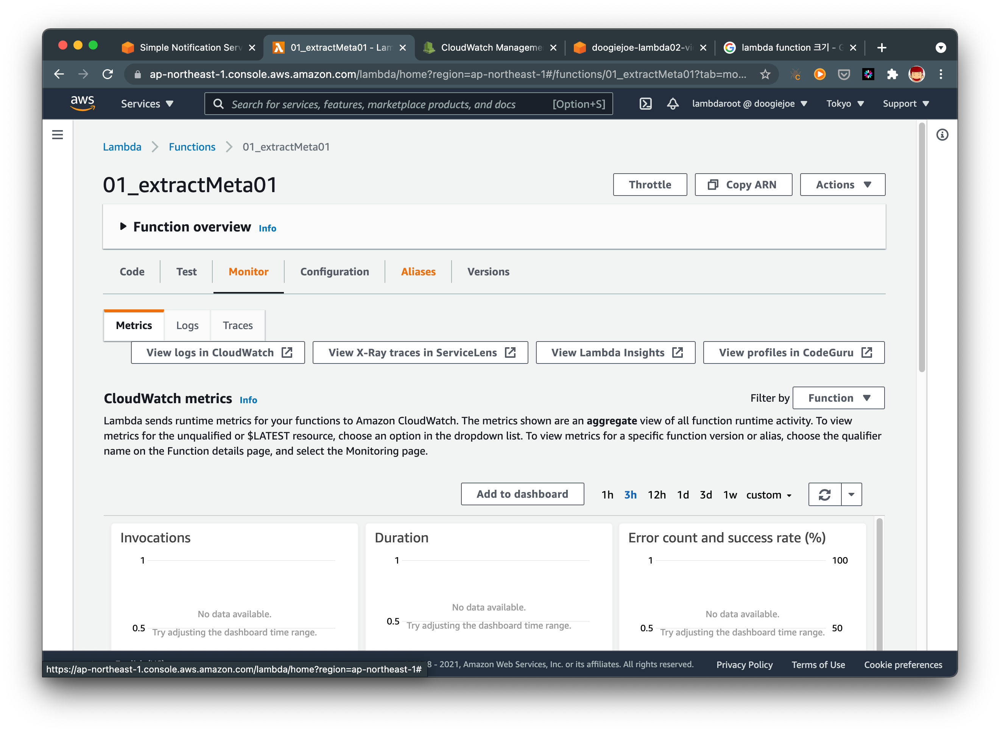 Simple Notification Serv
01_extractMeta01 - Lam
CloudWatch Manageme
doogiejoe-lambda02-vi
lambda function 크기 - G
ap-northeast-1.console.aws.amazon.com/lambda/home?region=ap-northeast-1#/functions/01_extractMeta01?tab=mo...
aws
Services
Search for services, features, marketplace products, and docs
[Option+S]
lambdaroot @ doogiejoe
Tokyo
Support
Lambda
Functions
01_extractMeta01
01_extractMeta01
Throttle
Copy ARN
Actions
Function overview
Info
Code
Test
Monitor
Configuration
Aliases
Versions
Metrics
Logs
Traces
View logs in CloudWatch
View X-Ray traces in ServiceLens
View Lambda Insights
View profiles in CodeGuru
CloudWatch metrics
Info
Filter by
Function
Lambda sends runtime metrics for your functions to Amazon CloudWatch. The metrics shown are an aggregate view of all function runtime activity. To view
metrics for the unqualified or $LATEST resource, choose an option in the dropdown list. To view metrics for a specific function version or alias, choose the qualifier
name on the Function details page, and select the Monitoring page.
Add to dashboard
1h
3h
12h
1d
3d
1w
custom
Invocations
1
No data available.
0.5
Try adjusting the dashboard time range.
Duration
1
No data available.
0.5
Try adjusting the dashboard time range.
Error count and success rate (%)
1
100
No data available.
0.5
50
Try adjusting the dashboard time range.
8 - 2021, Amazon Web Services, Inc. or its affiliates. All rights reserved.
Privacy Policy
Terms of Use
Cookie preferences
https://ap-northeast-1.console.aws.amazon.com/lambda/home?region=ap-northeast-1#